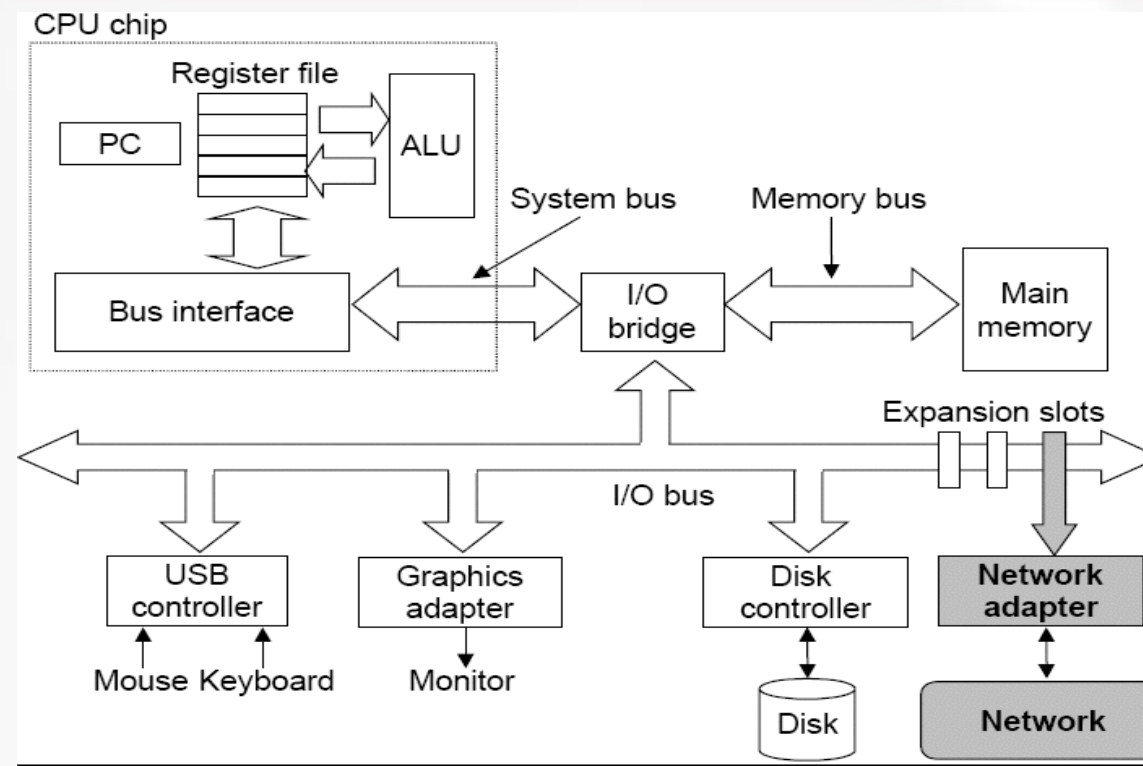 CPU chip
Register file
PC
ALU
System bus
Memory bus
Bus interface
I/O
bridge
Main
memory
Expansion slots
I/O bus
USB
controller
Graphics
adapter
Disk
controller
Network
adapter
Mouse Keyboard
Monitor
Disk
Network